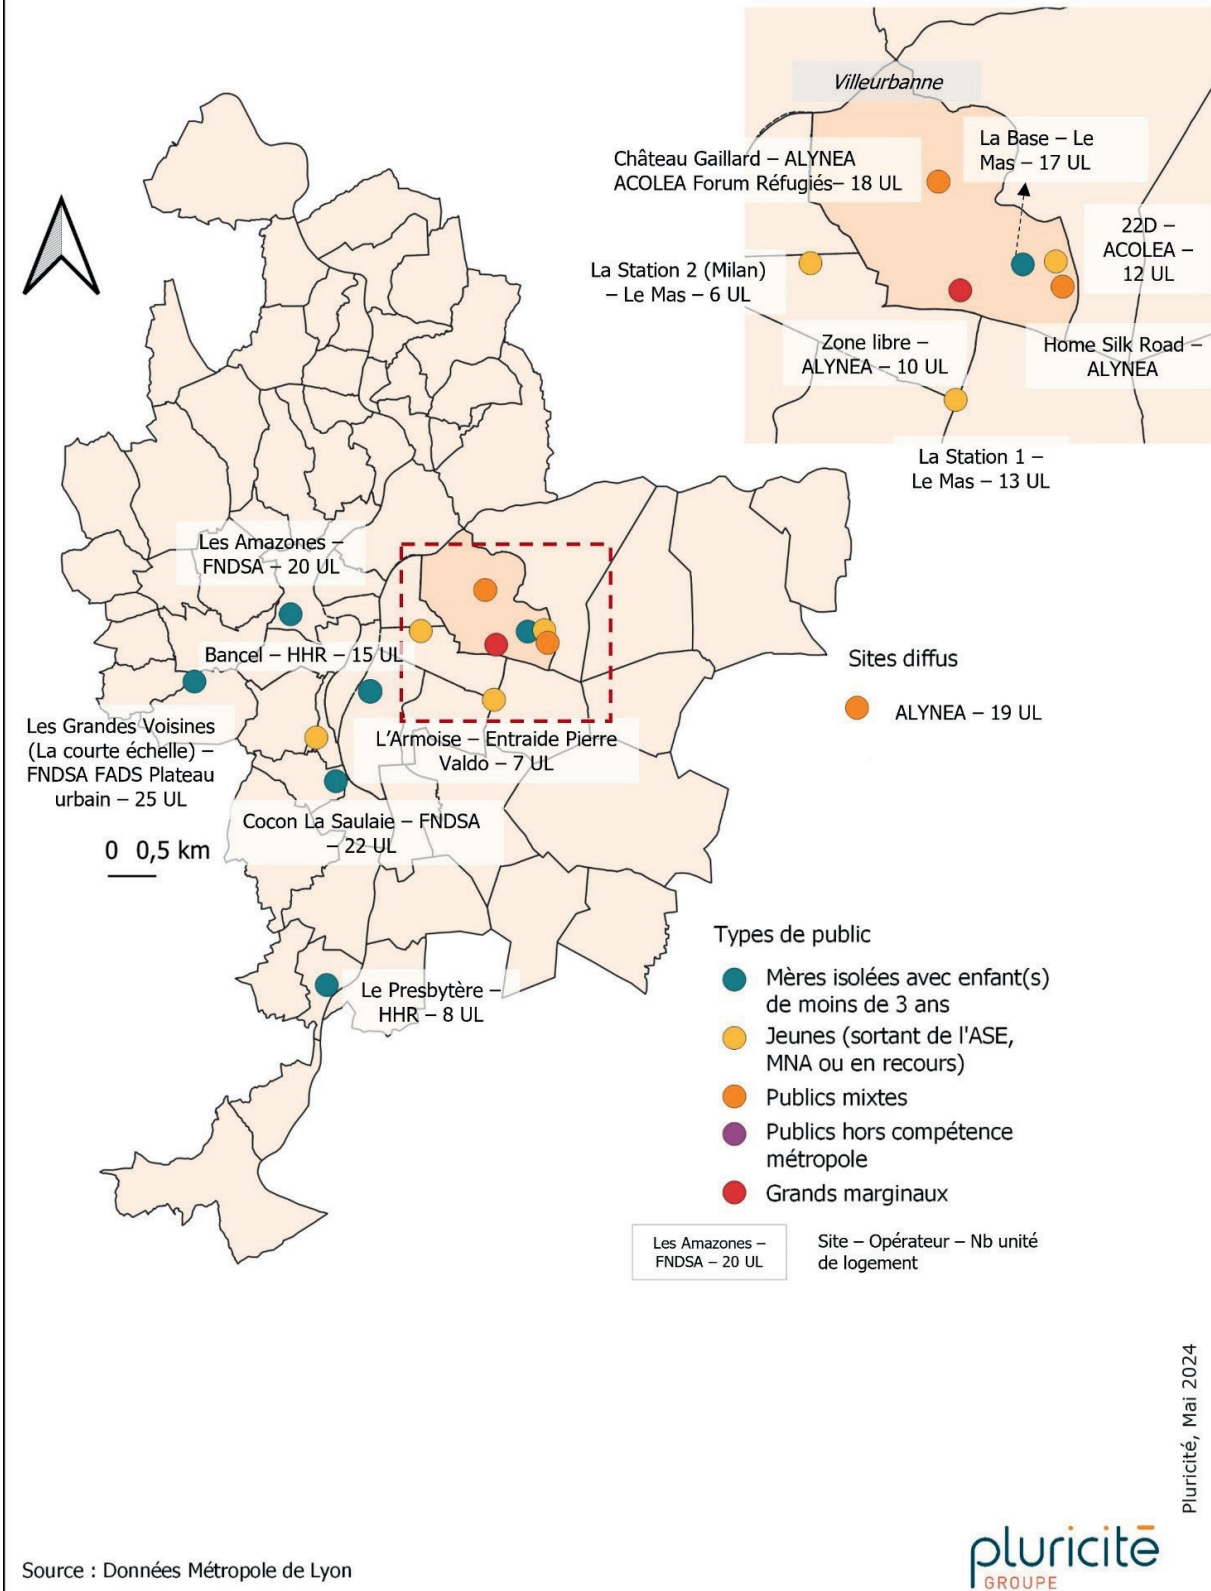 Villeurbanne
La Base – Le
Mas – 17 UL
Château Gaillard – ALYNEA
ACOLEA Forum Réfugiés– 18 UL
22D –
ACOLEA –
12 UL
La Station 2 (Milan)
– Le Mas – 6 UL
Zone libre –
ALYNEA – 10 UL
Home Silk Road –
ALYNEA
La Station 1 –
Le Mas – 13 UL
Les Amazones –
FNDSA – 20 UL
Bancel – HHR – 15 UL
Sites diffus
ALYNEA – 19 UL
Les Grandes Voisines
(La courte échelle) –
FNDSA FADS Plateau
urbain – 25 UL
L'Armoise – Entraide Pierre
Valdo – 7 UL
Cocon La Saulaie – FNDSA
– 22 UL
0 0,5 km
Le Presbytère –
HHR – 8 UL
Types de public
Mères isolées avec enfant(s)
de moins de 3 ans
Jeunes (sortant de l'ASE,
MNA ou en recours)
Publics mixtes
Publics hors compétence
métropole
Grands marginaux
Les Amazones –
FNDSA – 20 UL
Site – Opérateur – Nb unité
de logement
Pluricité, Mai 2024
Source : Données Métropole de Lyon
pluricité
GROUPE